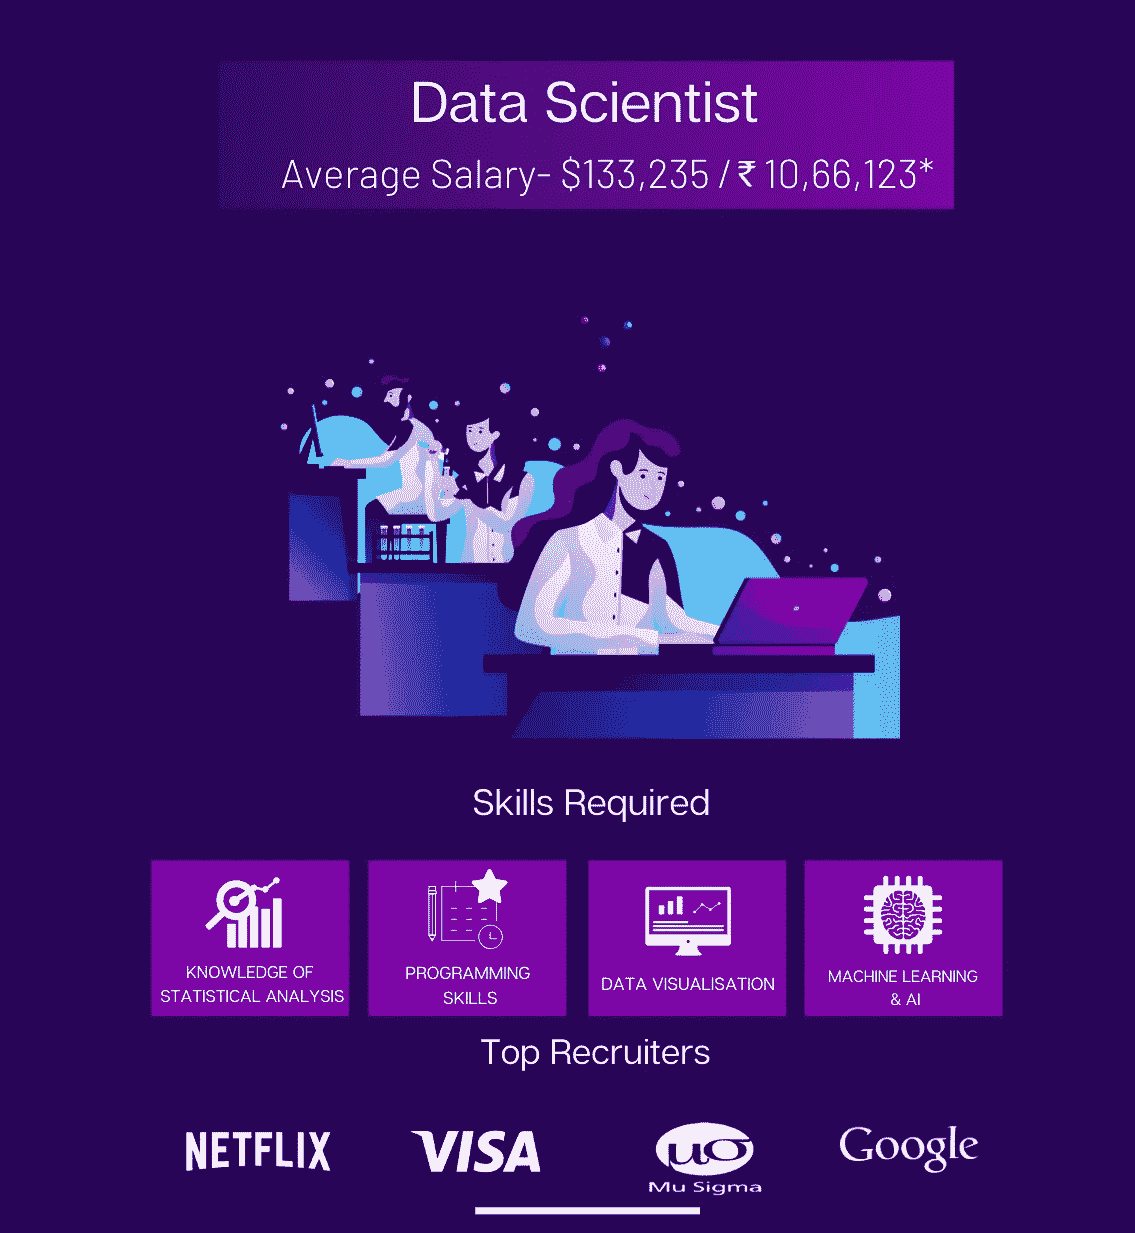 Data Scientist
Average Salary- $133,235 / ₹ 10,66,123*
Skills Required
KNOWLEDGE OF
STATISTICAL ANALYSIS
PROGRAMMING
SKILLS
DATA VISUALISATION
MACHINE LEARNING
& AI
Top Recruiters
NETFLIX
VISA
μσ
Mu Sigma
Google